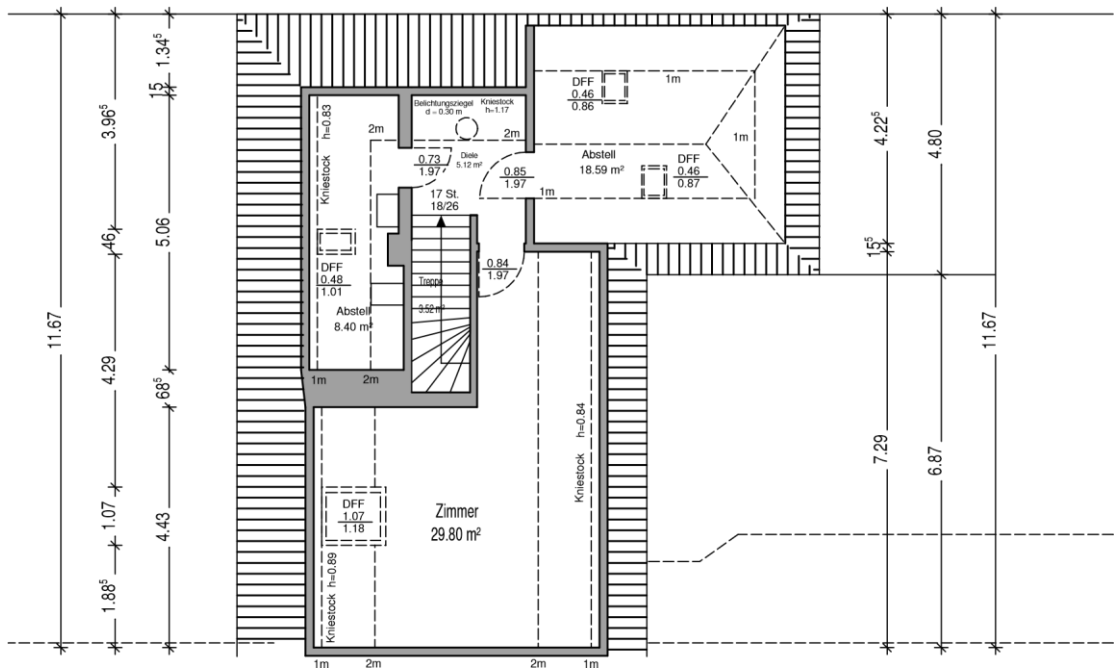 Belichtungsziegel
d = 0.30 m
Kniestock
h=1.17
DFF
0.46
0.86
1m
1m
2m
2m
Kniestock h=0.83
0.73
1.97
Diele
5.12 m²
0.85
1.97
Abstell
18.59 m²
DFF
0.46
0.87
1m
17 St.
18/26
DFF
0.48
1.01
0.84
1.97
Treppe
3.52 m²
Abstell
8.40 m²
1m
2m
Kniestock h=0.84
DFF
1.07
1.18
Zimmer
29.80 m²
Kniestock h=0.89
1m
2m
2m
1m
11.67
3.96⁵
46
4.29
1.07
1.88⁵
1.34⁵
15
5.06
68⁵
4.43
4.22⁵
15⁵
7.29
4.80
6.87
11.67